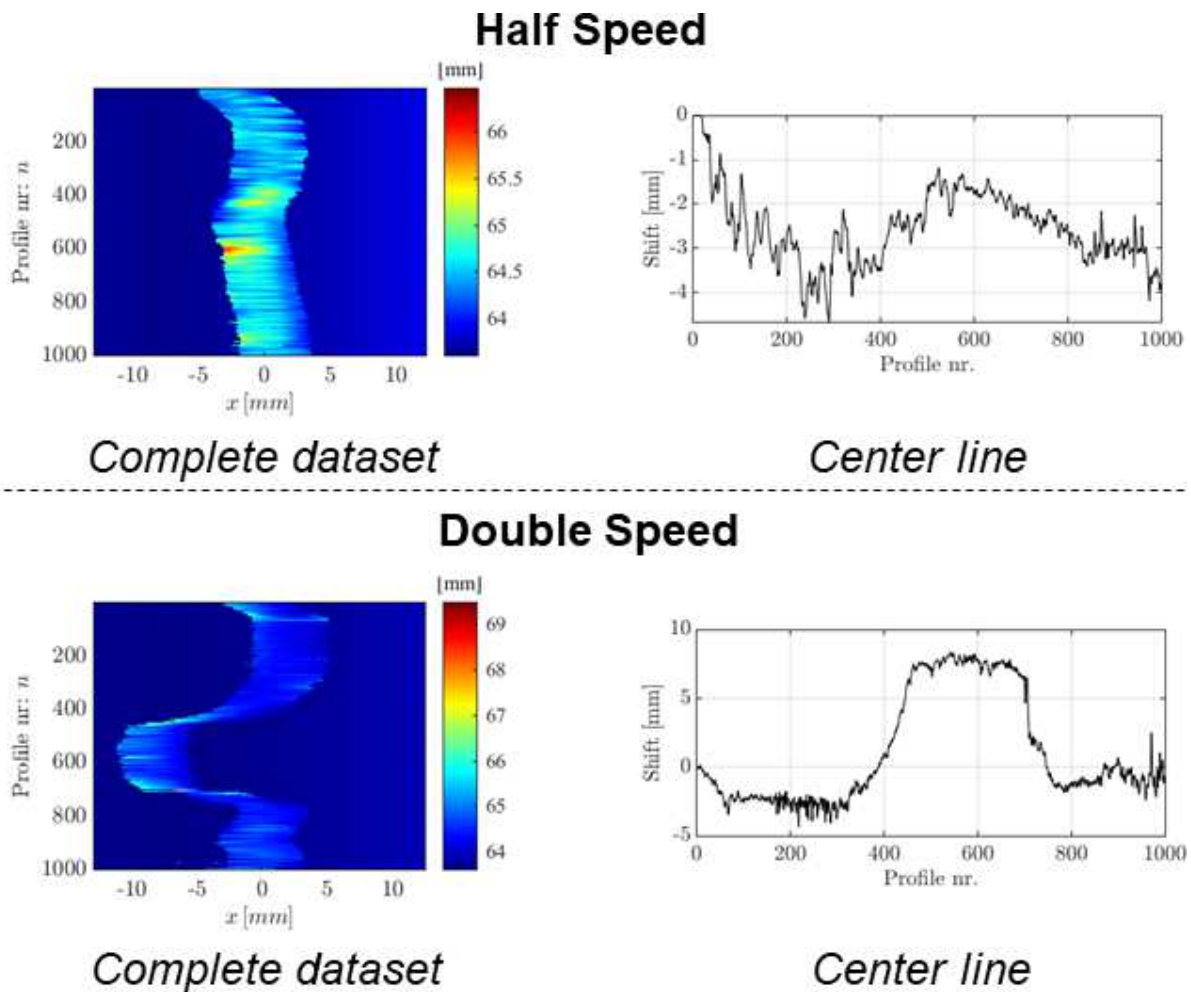 Half Speed
[mm]
66
65.5
65
64.5
64
200
400
600
800
1000
Profile nr: n
-10 -5 0 5 10
x [mm]
0
-1
-2
-3
-4
Shift [mm]
0 200 400 600 800 1000
Profile nr.
Complete dataset
Center line
Double Speed
[mm]
69
68
67
66
65
64
200
400
600
800
1000
Profile nr: n
-10 -5 0 5 10
x [mm]
10
5
0
-5
Shift [mm]
0 200 400 600 800 1000
Profile nr.
Complete dataset
Center line